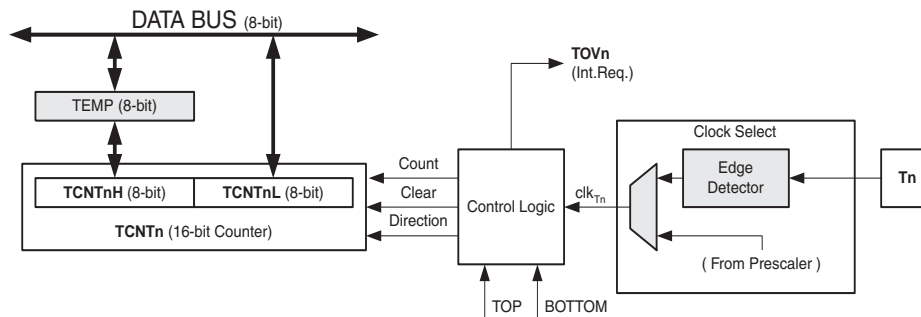 DATA BUS (8-bit)
TOVn
(Int.Req.)
TEMP (8-bit)
Clock Select
Count
Edge
Detector
Tn
TCNTnH (8-bit)
TCNTnL (8-bit)
Clear
Control Logic
clkTn
TCNTn (16-bit Counter)
Direction
( From Prescaler )
TOP
BOTTOM